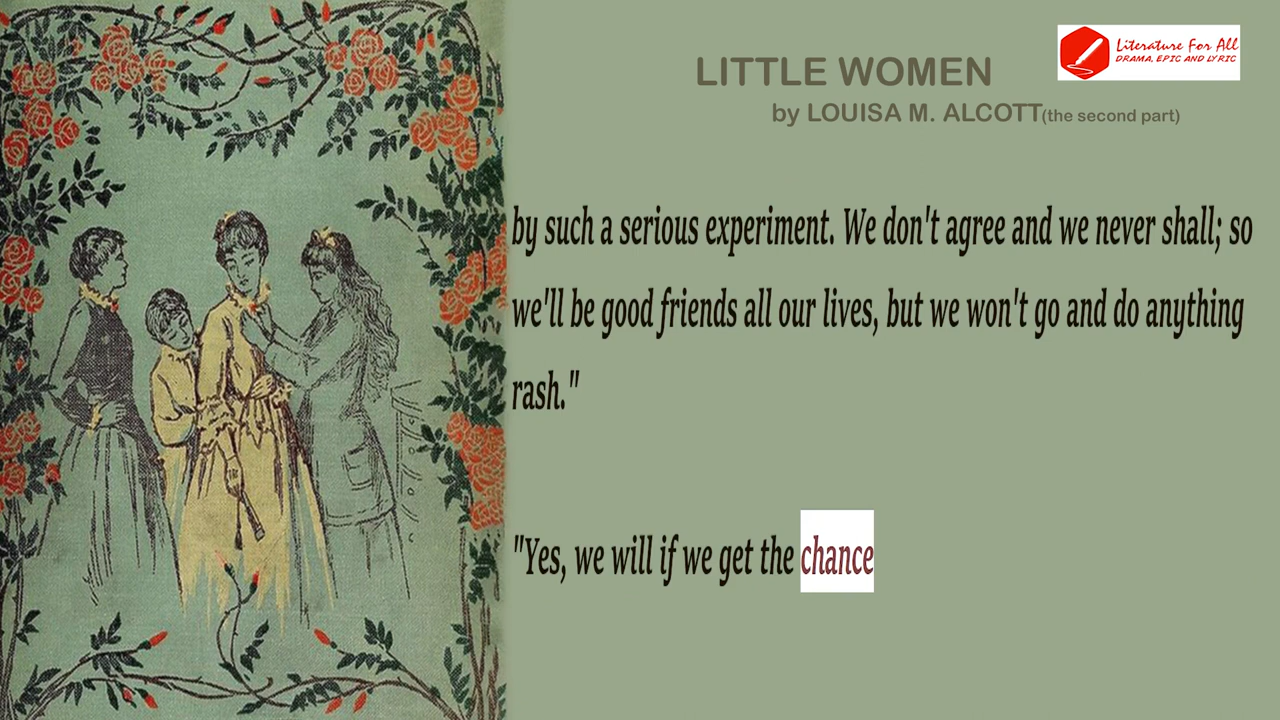 Literature For All
DRAMA, EPIC AND LYRIC
LITTLE WOMEN
by LOUISA M. ALCOTT(the second part)
by such a serious experiment. We don't agree and we never shall; so
we'll be good friends all our lives, but we won't go and do anything
rash."
"Yes, we will if we get the chance